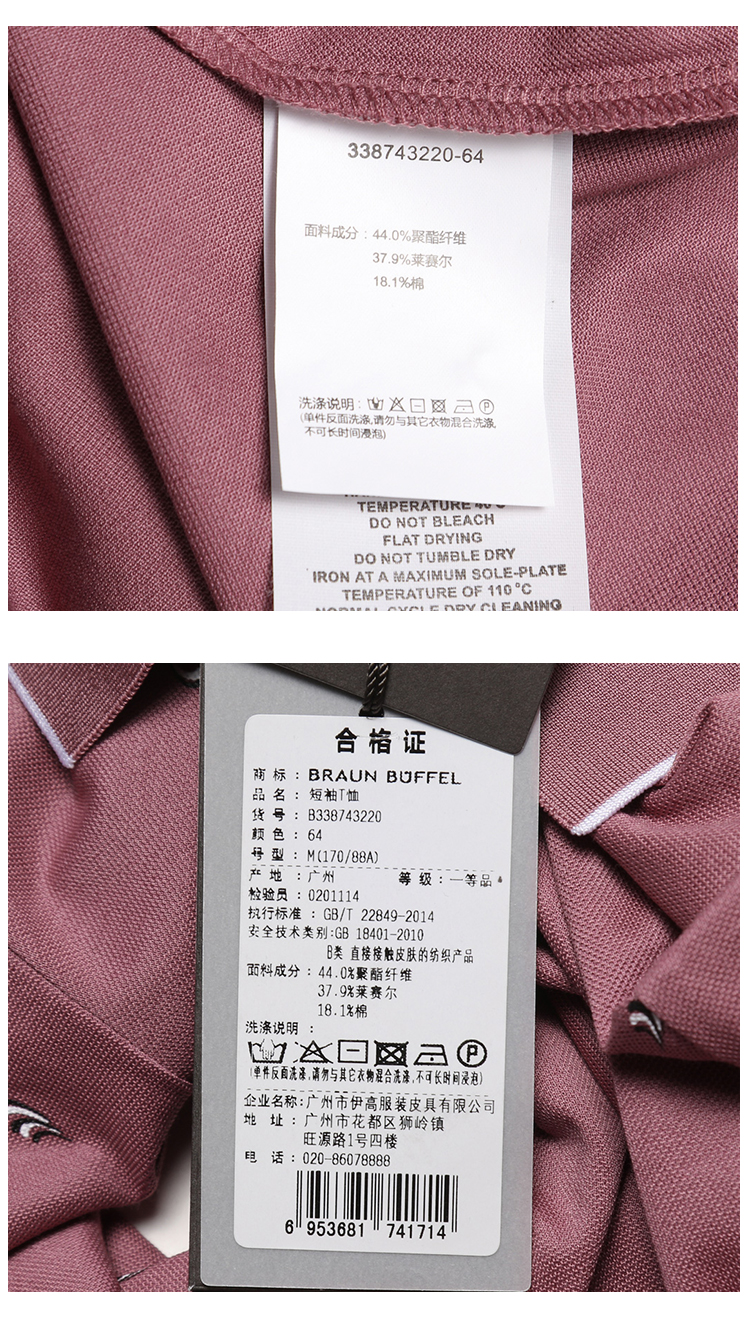 338743220-64
面料成分：44.0%聚酯纤维
37.9%莱赛尔
18.1%棉
洗涤说明：
(单件反面洗涤,请勿与其它衣物混合洗涤,
不可长时间浸泡)
TEMPERATURE 40°C
DO NOT BLEACH
FLAT DRYING
DO NOT TUMBLE DRY
IRON AT A MAXIMUM SOLE-PLATE
TEMPERATURE OF 110°C
NORMAL CYCLE DRY CLEANING
合格证
商标：BRAUN BÜFFEL
品名：短袖T恤
货号：B338743220
颜色：64
号型：M(170/88A)
产地：广州 等级：一等品
检验员：0201114
执行标准：GB/T 22849-2014
安全技术类别:GB 18401-2010
B类 直接接触皮肤的纺织产品
面料成分：44.0%聚酯纤维
37.9%莱赛尔
18.1%棉
洗涤说明：
(单件反面洗涤,请勿与其它衣物混合洗涤,不可长时间浸泡)
企业名称:广州市伊高服装皮具有限公司
地址：广州市花都区狮岭镇
旺源路1号四楼
电话：020-86078888
6 953681 741714